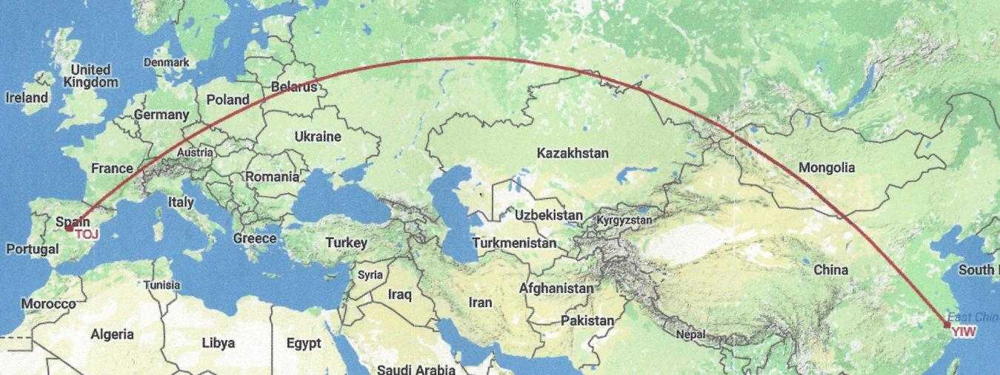 Denmark
United
Kingdom
Ireland
Belarus
Poland
Germany
Ukraine
Austria
Kazakhstan
France
Mongolia
Romania
Italy
Spain
TOJ
Uzbekistan
Kyrgyzstan
Portugal
Greece
Turkey
Turkmenistan
China
South
Syria
Tunisia
Afghanistan
Morocco
Iraq
Iran
East Chin
YIW
Pakistan
Algeria
Libya
Egypt
Nepal
Saudi Arabia